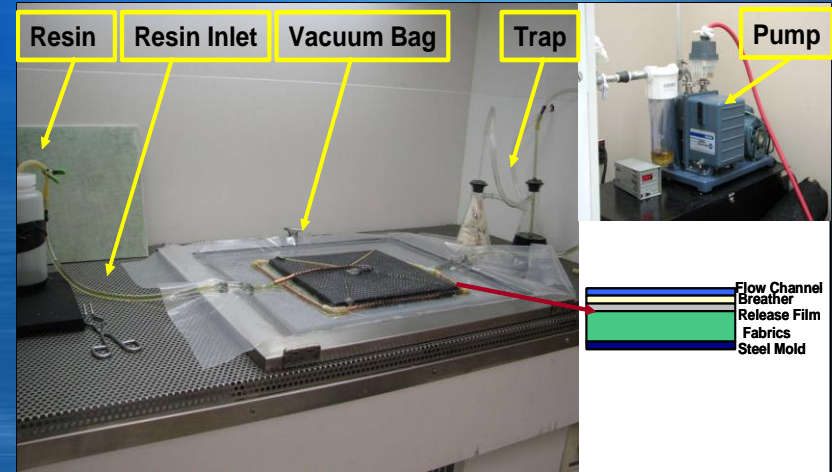 Resin
Resin Inlet
Vacuum Bag
Trap
Pump
Flow Channel
Breather
Release Film
Fabrics
Steel Mold